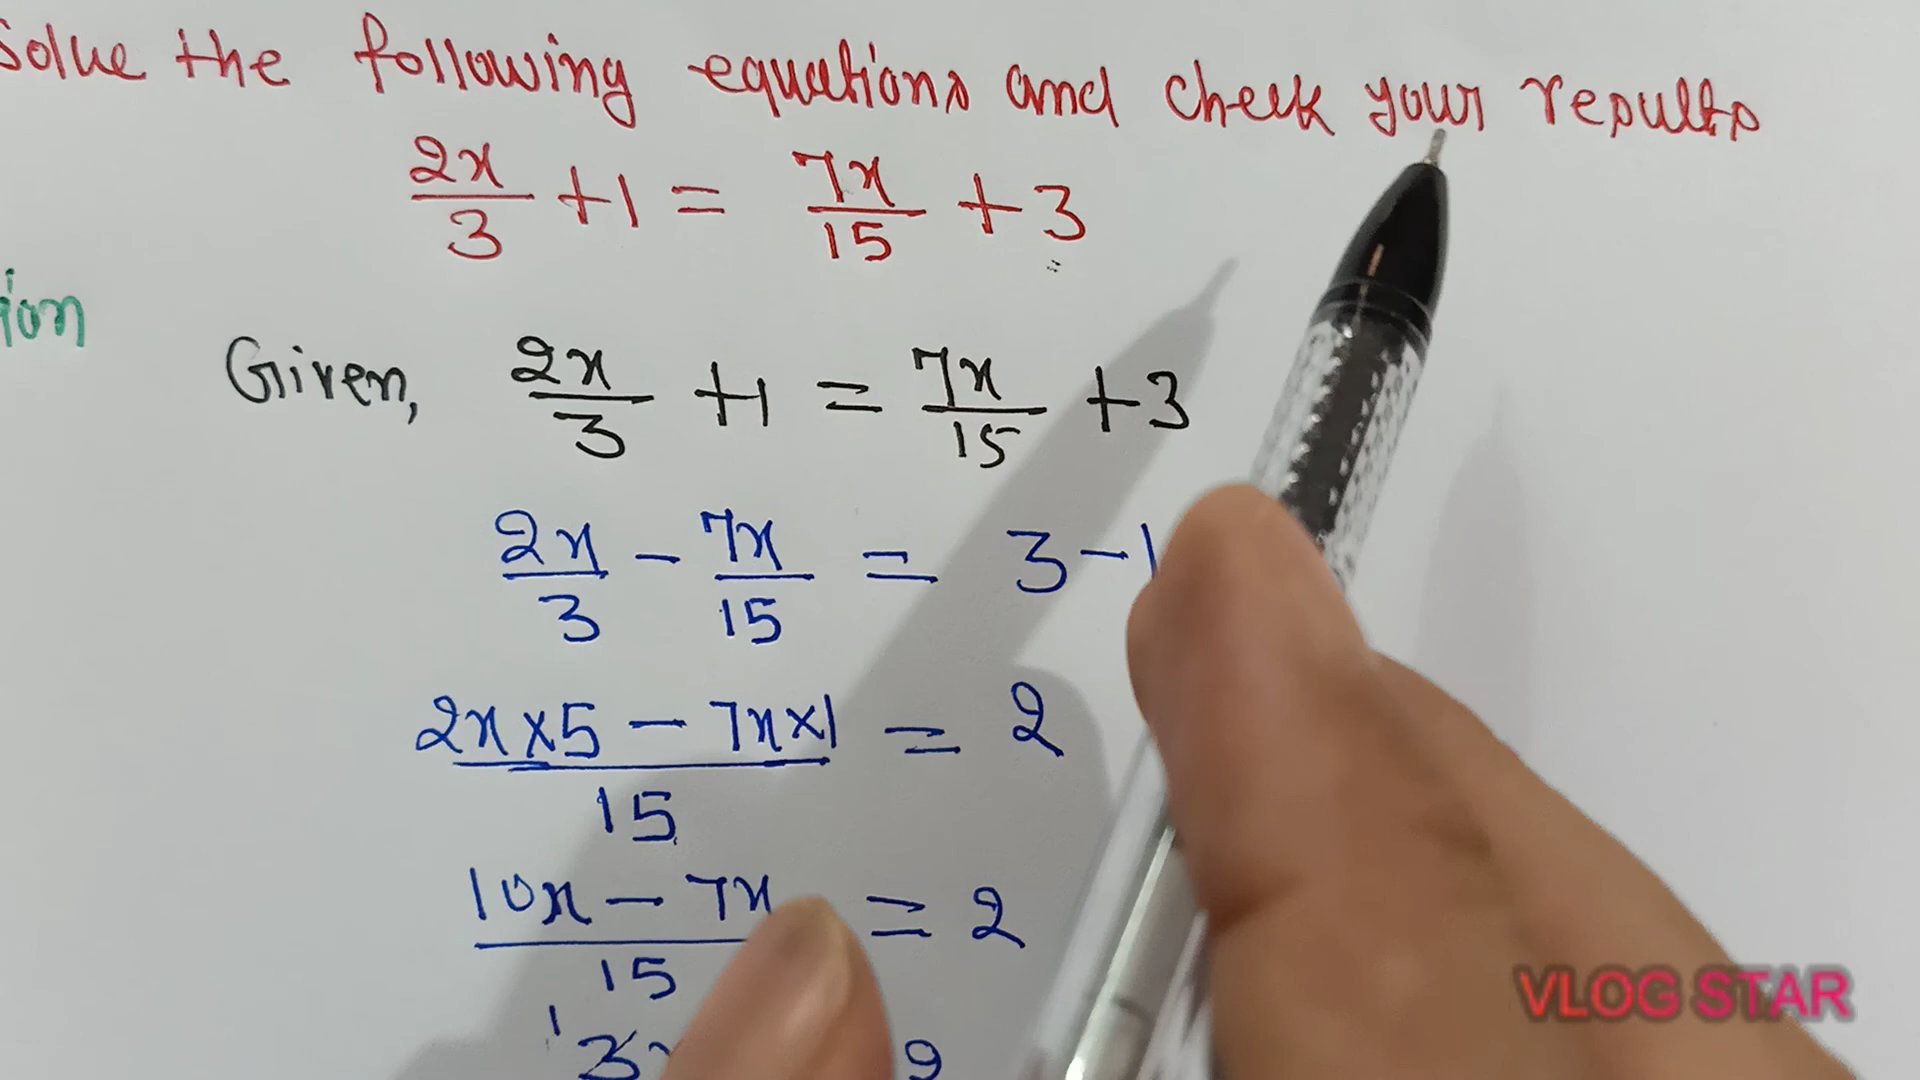 Solve the following equations and check your results
2x/3 + 1 = 7x/15 + 3
ion
Given, 2x/3 + 1 = 7x/15 + 3
2x/3 - 7x/15 = 3 - 1
2x×5 - 7x×1 / 15 = 2
10x - 7x / 15 = 2
VLOG STAR